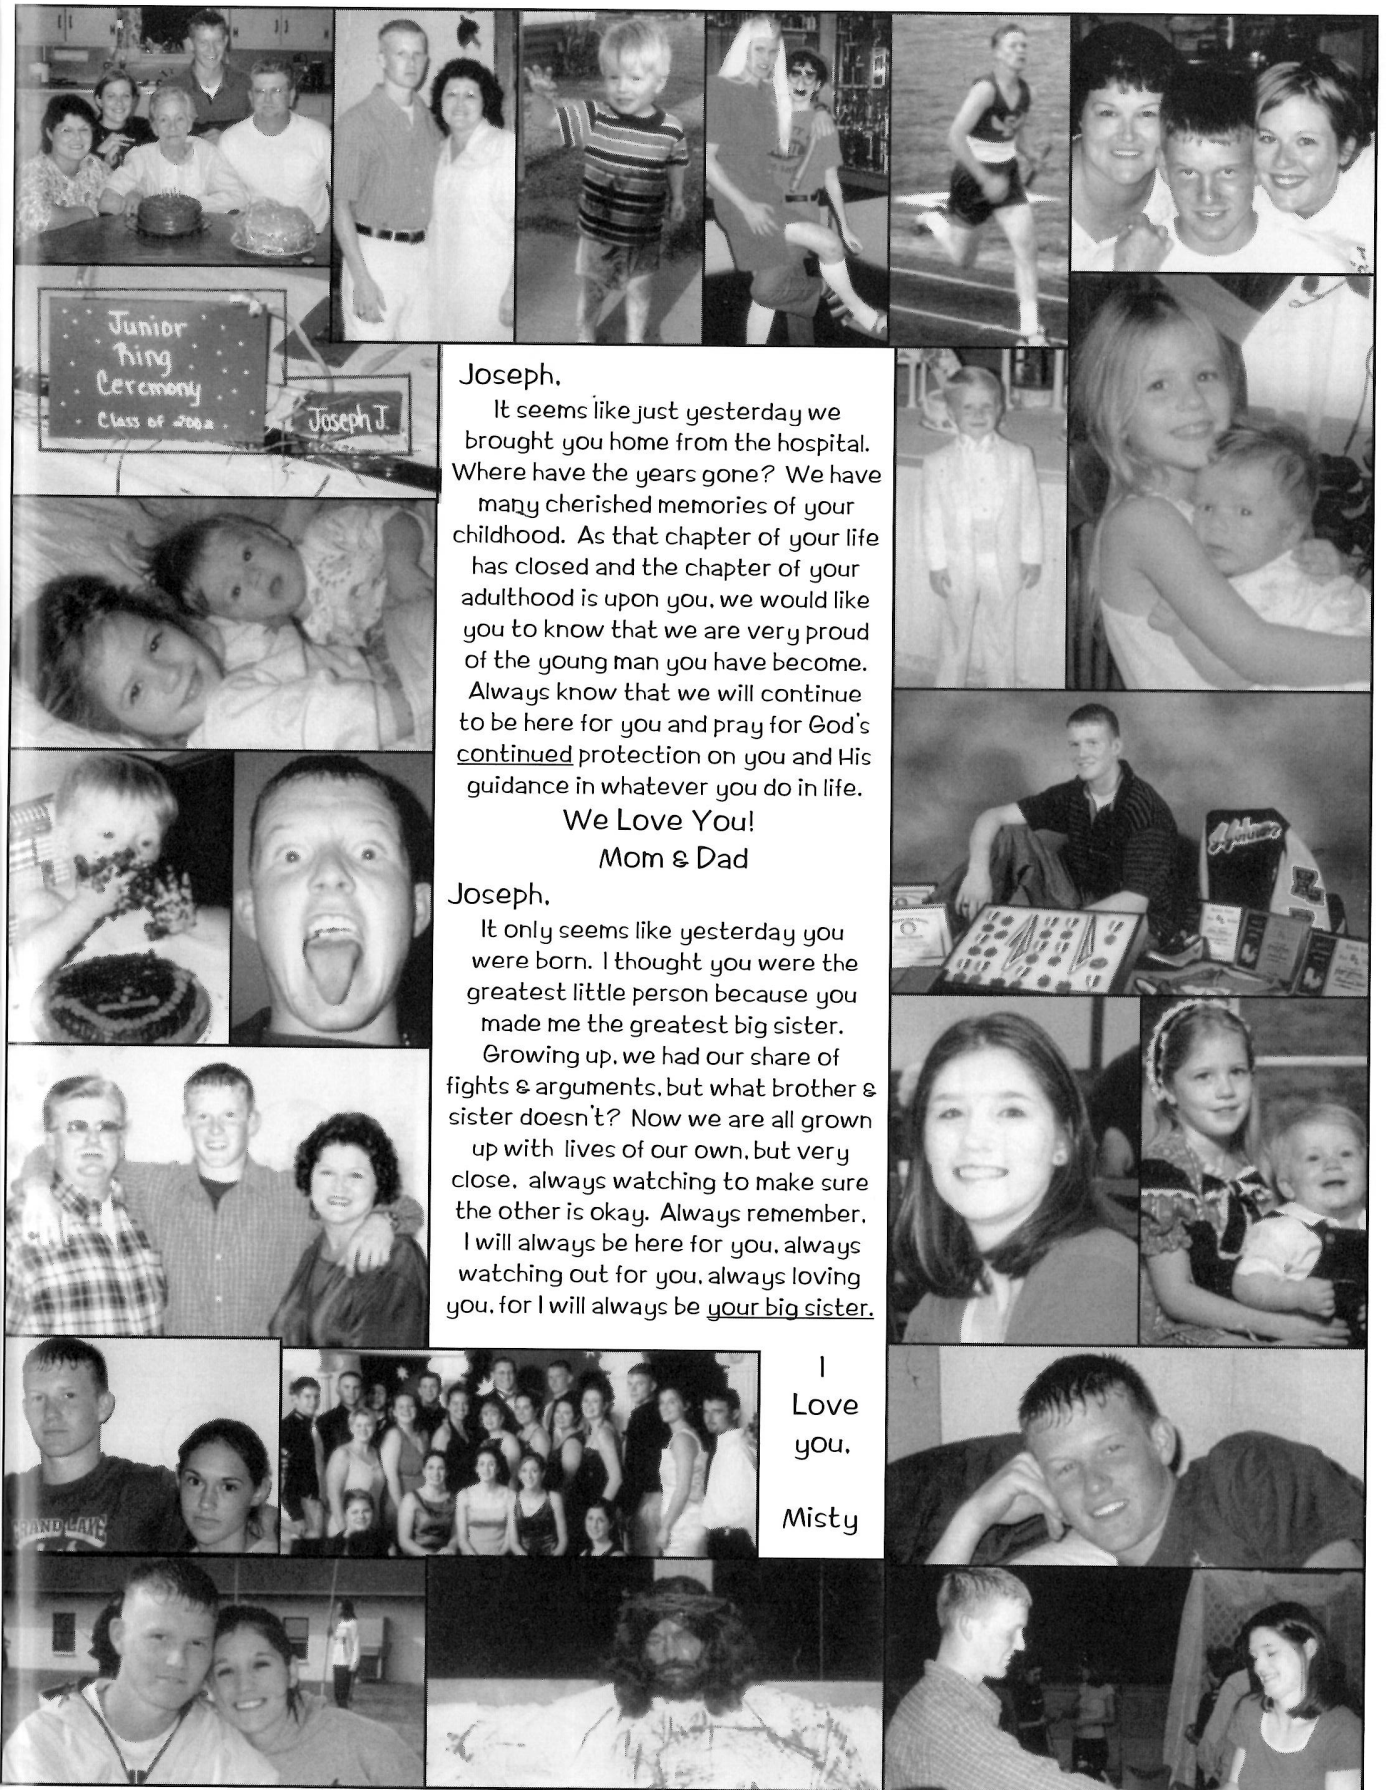 Junior
Ring
Ceremony
Class of 2002
Joseph J.
Joseph,
It seems like just yesterday we
brought you home from the hospital.
Where have the years gone? We have
many cherished memories of your
childhood. As that chapter of your life
has closed and the chapter of your
adulthood is upon you, we would like
you to know that we are very proud
of the young man you have become.
Always know that we will continue
to be here for you and pray for God's
continued protection on you and His
guidance in whatever you do in life.
We Love You!
Mom & Dad
Joseph,
It only seems like yesterday you
were born. I thought you were the
greatest little person because you
made me the greatest big sister.
Growing up, we had our share of
fights & arguments, but what brother &
sister doesn't? Now we are all grown
up with lives of our own, but very
close, always watching to make sure
the other is okay. Always remember,
I will always be here for you, always
watching out for you, always loving
you, for I will always be your big sister.
I
Love
you,
Misty
GRAND LAKE